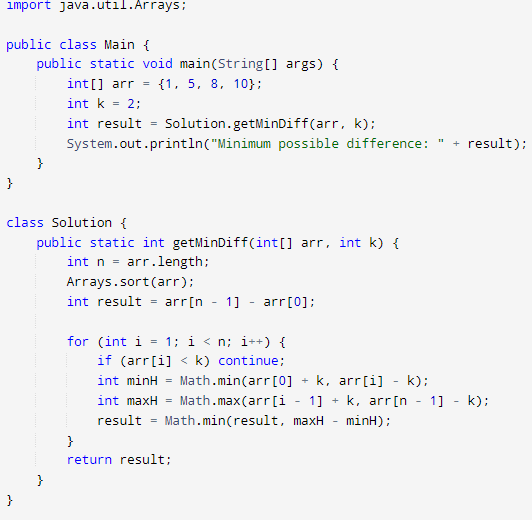 import java.util.Arrays;
public class Main {
    public static void main(String[] args) {
        int[] arr = {1, 5, 8, 10};
        int k = 2;
        int result = Solution.getMinDiff(arr, k);
        System.out.println("Minimum possible difference: " + result);
    }
}
class Solution {
    public static int getMinDiff(int[] arr, int k) {
        int n = arr.length;
        Arrays.sort(arr);
        int result = arr[n - 1] - arr[0];
        for (int i = 1; i < n; i++) {
            if (arr[i] < k) continue;
            int minH = Math.min(arr[0] + k, arr[i] - k);
            int maxH = Math.max(arr[i - 1] + k, arr[n - 1] - k);
            result = Math.min(result, maxH - minH);
        }
        return result;
    }
}